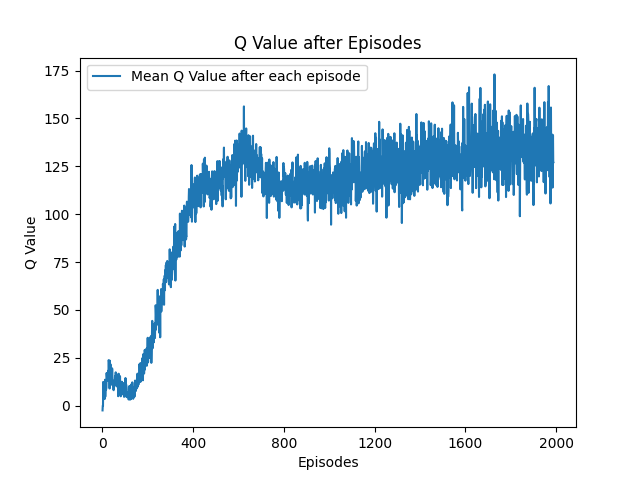 Q Value after Episodes
Mean Q Value after each episode
175
150
125
100
75
50
25
0
Q Value
0 400 800 1200 1600 2000
Episodes